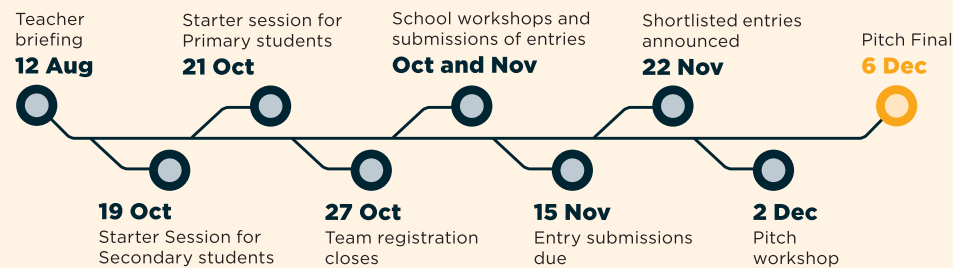 Teacher
briefing
12 Aug
19 Oct
Starter Session for
Secondary students
Starter session for
Primary students
21 Oct
27 Oct
Team registration
closes
School workshops and
submissions of entries
Oct and Nov
15 Nov
Entry submissions
due
Shortlisted entries
announced
22 Nov
2 Dec
Pitch
workshop
Pitch Final
6 Dec